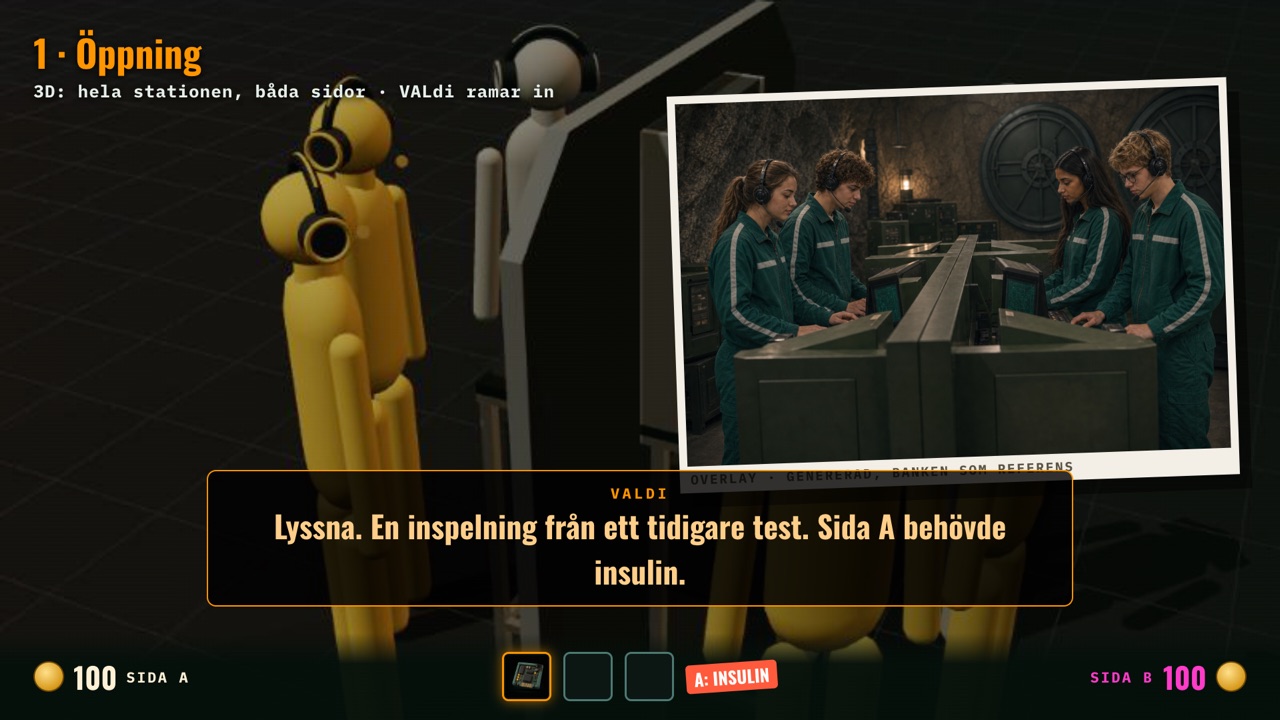 1 · Öppning
3D: hela stationen, båda sidor · VALdi ramar in
OVERLAY · GENERERAD, BANKEN SOM REFERENS
VALDI
Lyssna. En inspelning från ett tidigare test. Sida A behövde
insulin.
100 SIDA A
A: INSULIN
SIDA B 100